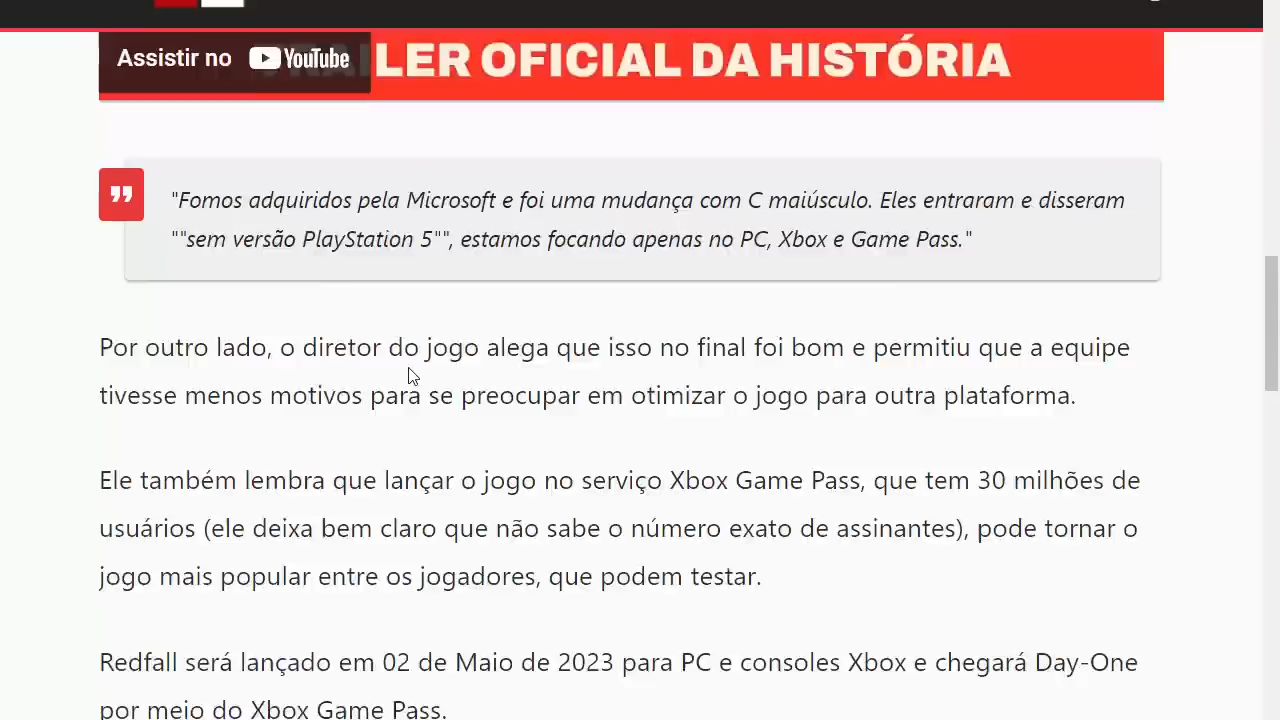 Assistir no YouTube
LER OFICIAL DA HISTÓRIA
"Fomos adquiridos pela Microsoft e foi uma mudança com C maiúsculo. Eles entraram e disseram
""sem versão PlayStation 5"", estamos focando apenas no PC, Xbox e Game Pass."
Por outro lado, o diretor do jogo alega que isso no final foi bom e permitiu que a equipe
tivesse menos motivos para se preocupar em otimizar o jogo para outra plataforma.
Ele também lembra que lançar o jogo no serviço Xbox Game Pass, que tem 30 milhões de
usuários (ele deixa bem claro que não sabe o número exato de assinantes), pode tornar o
jogo mais popular entre os jogadores, que podem testar.
Redfall será lançado em 02 de Maio de 2023 para PC e consoles Xbox e chegará Day-One
por meio do Xbox Game Pass.